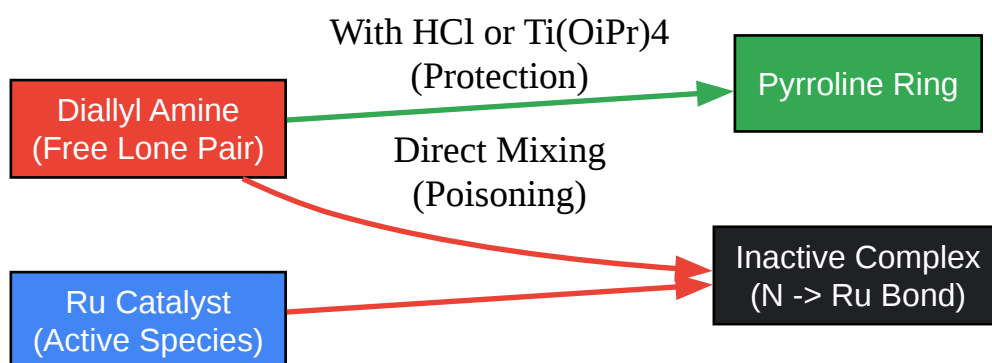 With HCl or Ti(OiPr)4
(Protection)
Diallyl Amine
(Free Lone Pair)
Pyrroline Ring
Direct Mixing
(Poisoning)
Inactive Complex
(N -> Ru Bond)
Ru Catalyst
(Active Species)